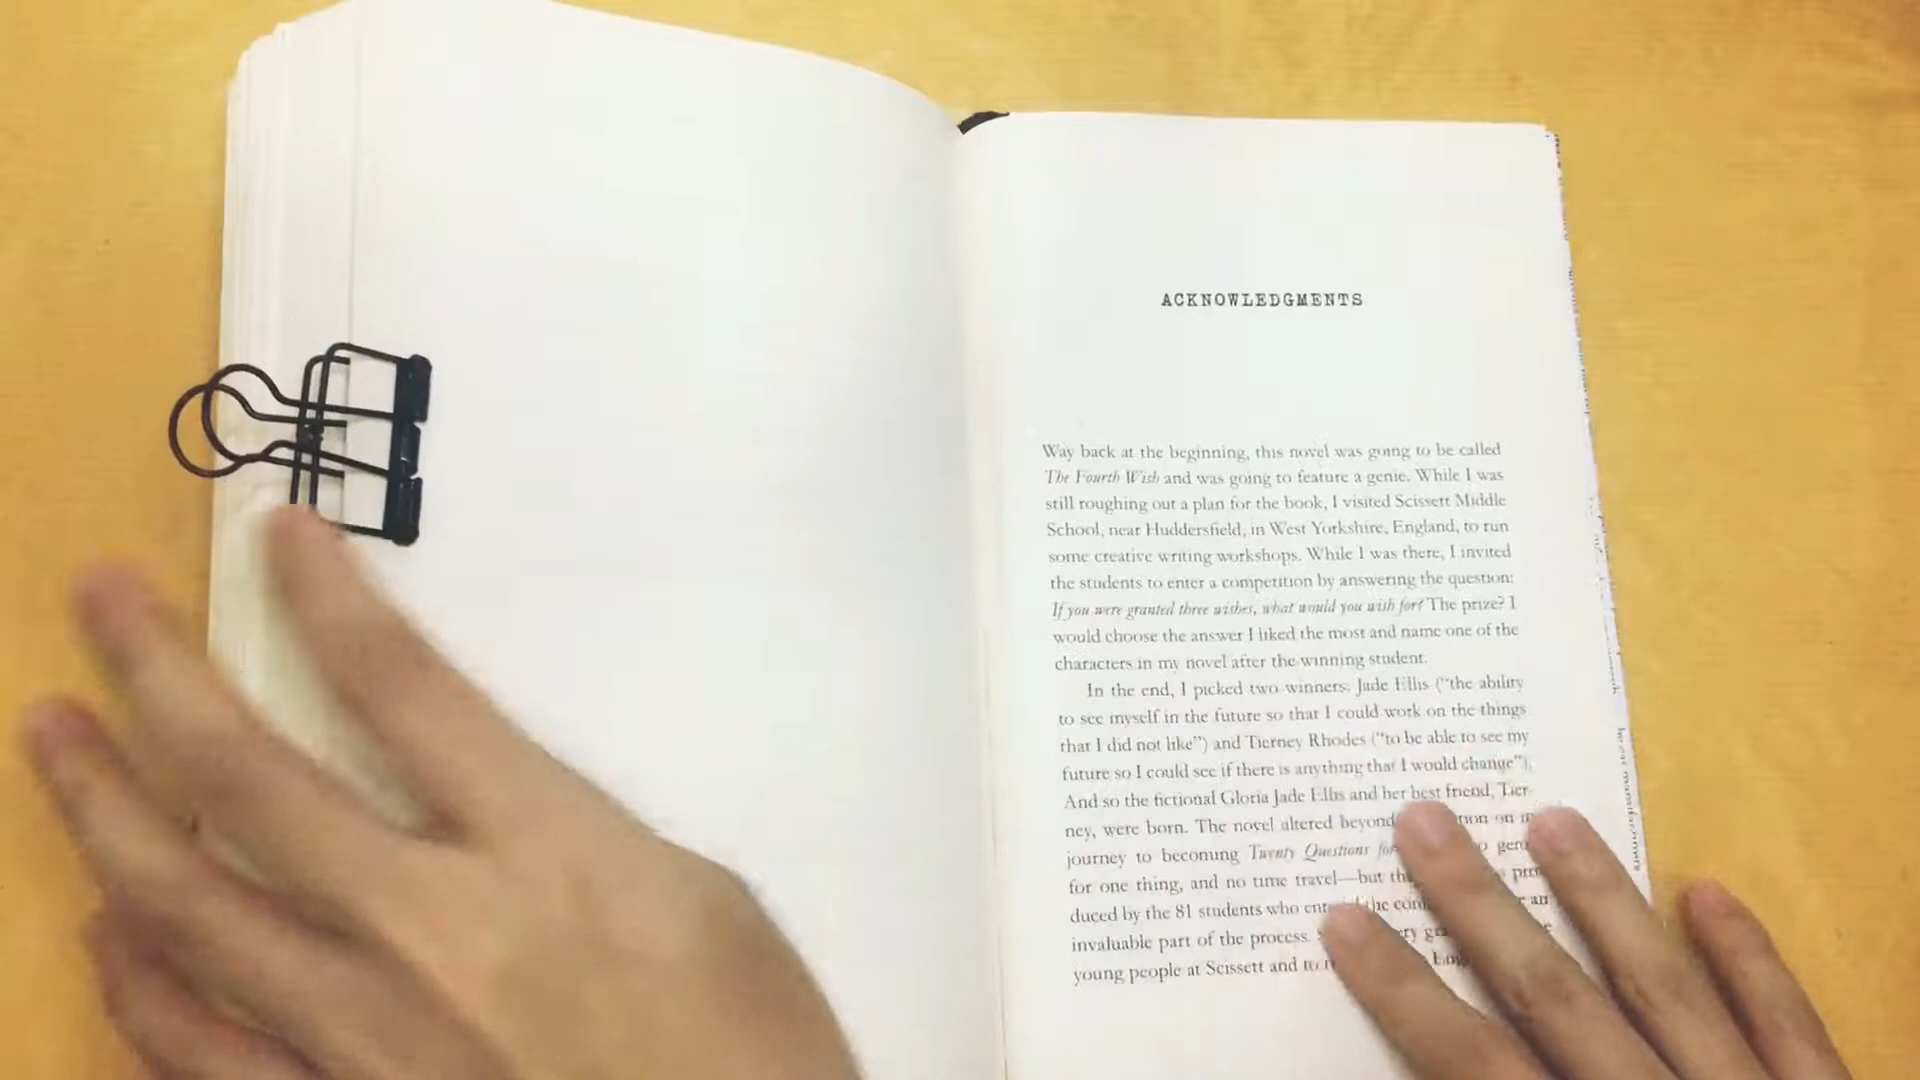 ACKNOWLEDGMENTS
Way back at the beginning, this novel was going to be called
The Fourth Wish and was going to feature a genie. While I was
still roughing out a plan for the book, I visited Scissett Middle
School, near Huddersfield, in West Yorkshire, England, to run
some creative writing workshops. While I was there, I invited
the students to enter a competition by answering the question:
If you were granted three wishes, what would you wish for? The prize? I
would choose the answer I liked the most and name one of the
characters in my novel after the winning student.
In the end, I picked two winners: Jade Ellis (“the ability
to see myself in the future so that I could work on the things
that I did not like”) and Tierney Rhodes (“to be able to see my
future so I could see if there is anything that I would change”).
And so the fictional Gloria Jade Ellis and her best friend, Tier-
ney, were born. The novel altered beyond on
journey to becoming Twenty Questions for
for one thing, and no time travel—but
duced by the 81 students who the
invaluable part of the process.
young people at Scissett and to